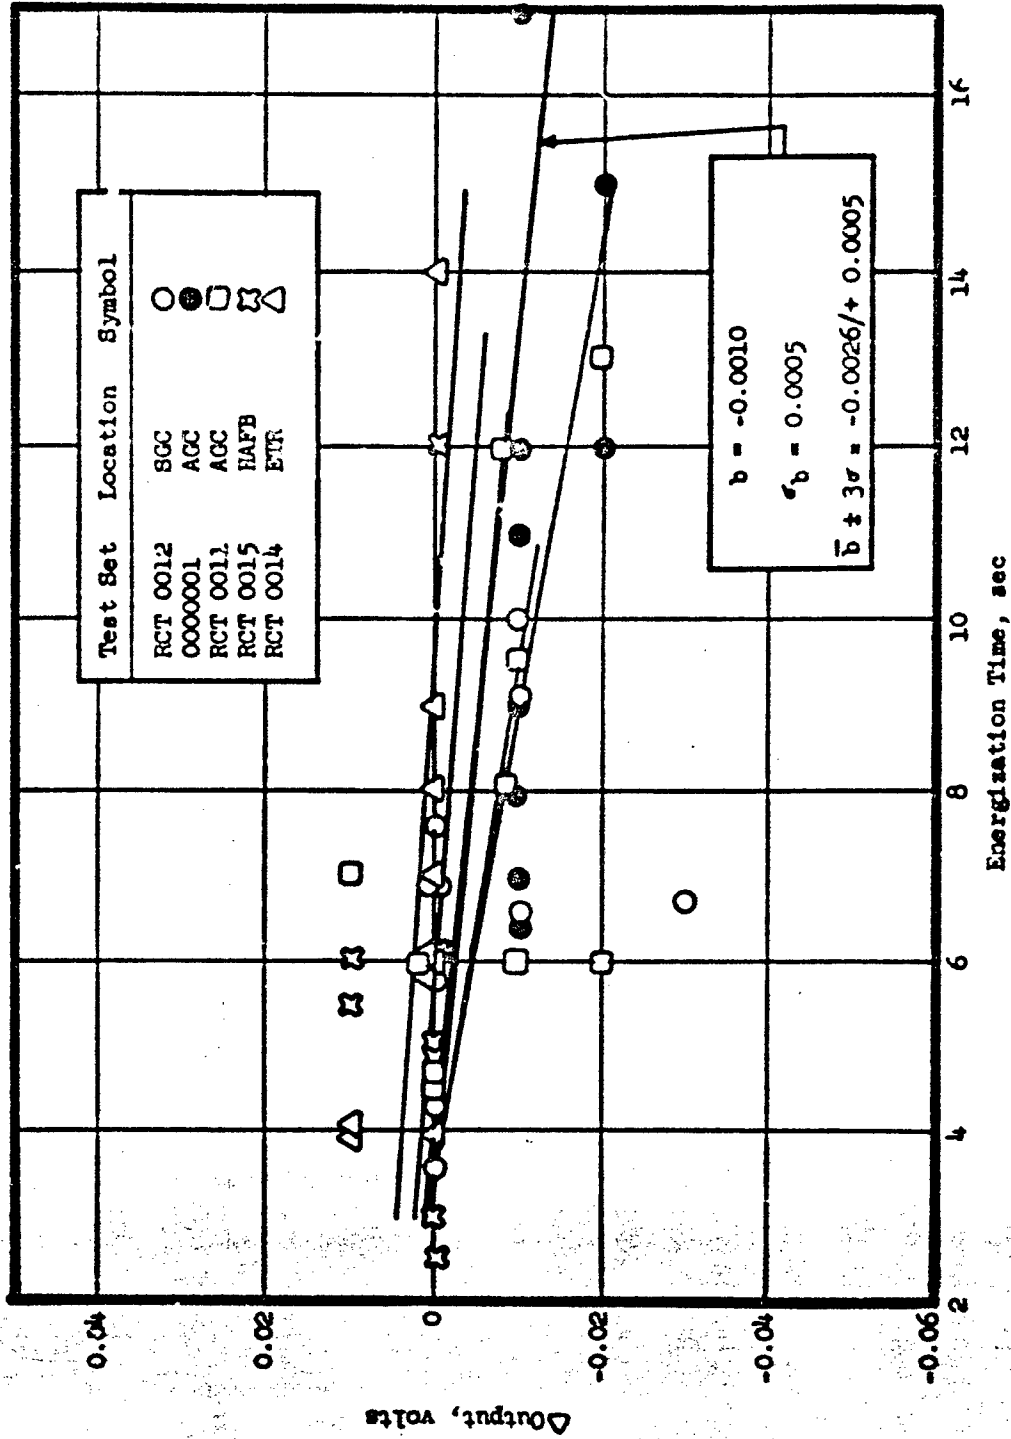 Test Set Location Symbol
RCT 0012 SGC
0000001 AGC
RCT 0011 AGC
RCT 0015 HAFB
RCT 0014 ETR
b = -0.0010
σb = 0.0005
b̄ ± 3σ = -0.0026/+ 0.0005
0.04
0.02
0
-0.02
-0.04
-0.06
ΔOutput, volts
2
4
6
8
10
12
14
16
Energization Time, sec